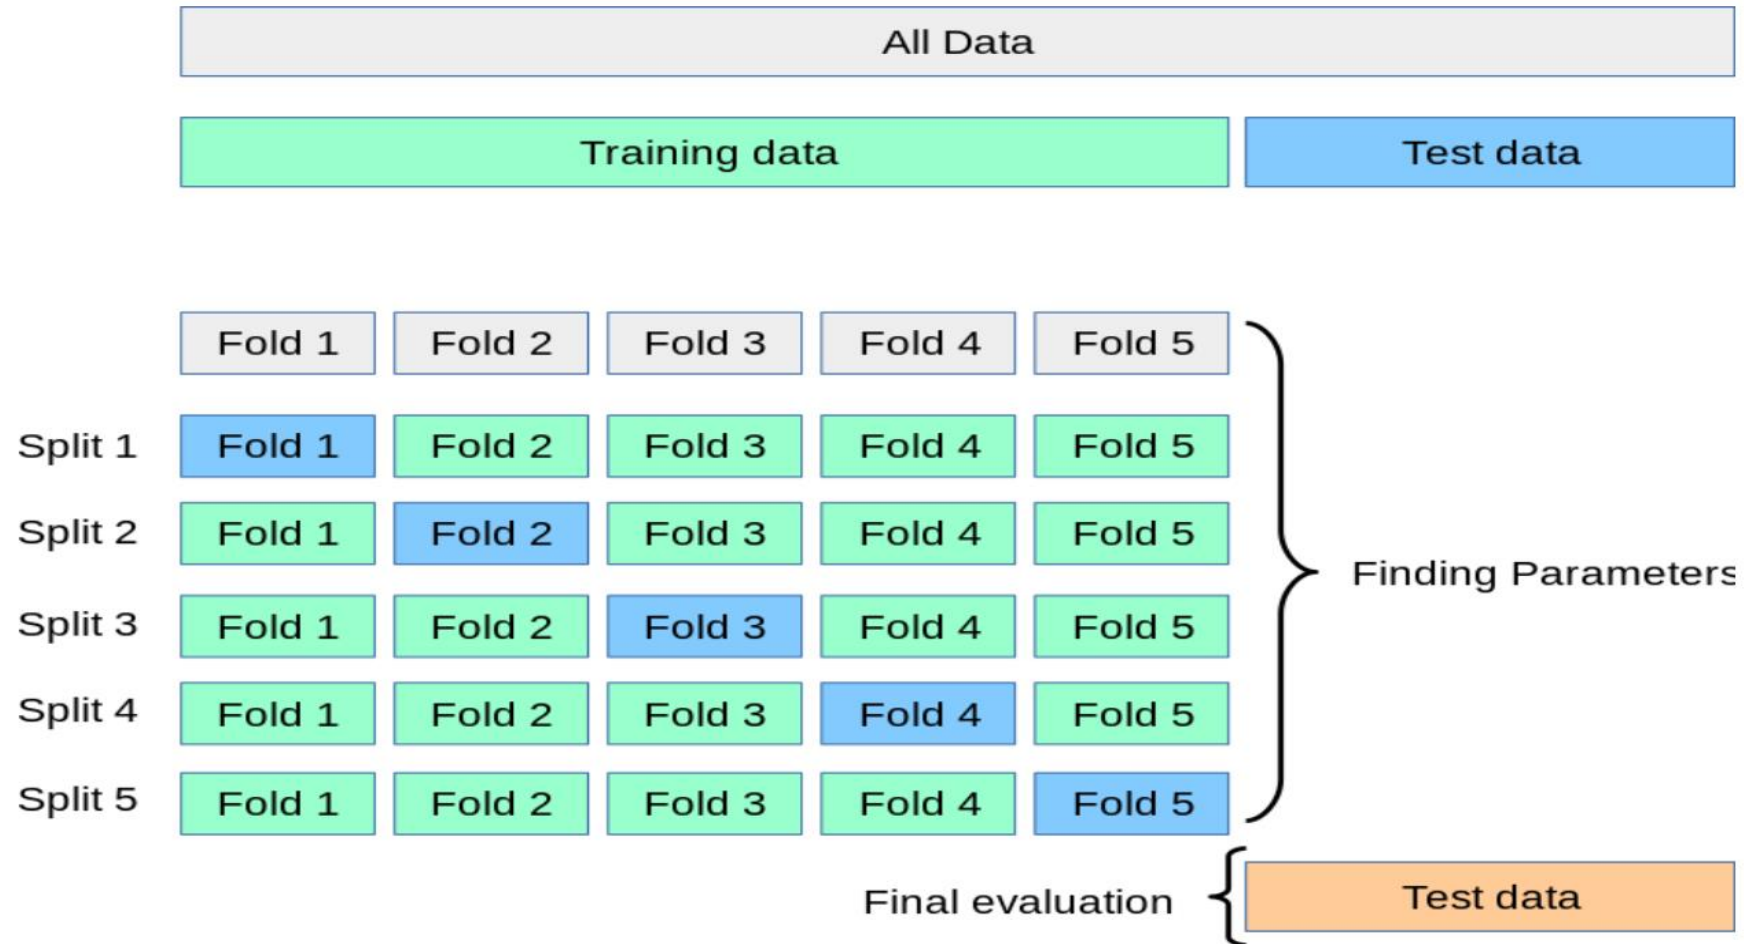 All Data
Training data Test data
Fold 1 Fold 2 Fold 3 Fold 4 Fold 5
Split 1 Fold 1 Fold 2 Fold 3 Fold 4 Fold 5
Split 2 Fold 1 Fold 2 Fold 3 Fold 4 Fold 5
Finding Parameters
Split 3 Fold 1 Fold 2 Fold 3 Fold 4 Fold 5
Split 4 Fold 1 Fold 2 Fold 3 Fold 4 Fold 5
Split 5 Fold 1 Fold 2 Fold 3 Fold 4 Fold 5
Final evaluation Test data